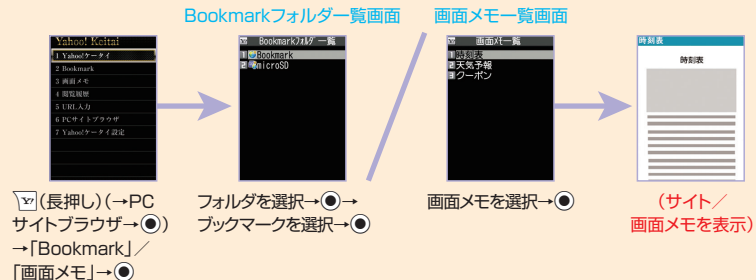 Bookmarkフォルダ一覧画面
画面メモ一覧画面
Yahoo! Keitai
1 Yahoo!ケータイ
2 Bookmark
3 画面メモ
4 閲覧履歴
5 URL入力
6 PCサイトブラウザ
7 Yahoo!ケータイ設定
Bookmarkフォルダ一覧
1 Bookmark
2 microSD
画面メモ一覧
1 時刻表
2 天気予報
3 クーポン
時刻表
時刻表
Y!(長押し)(→PC
サイトブラウザ→●)
→「Bookmark」／
「画面メモ」→●
フォルダを選択→●→
ブックマークを選択→●
画面メモを選択→●
(サイト／
画面メモを表示)